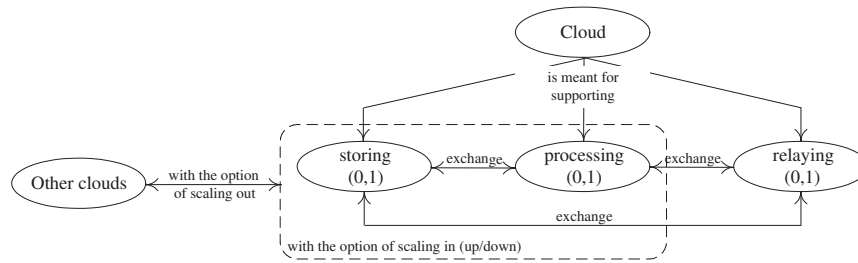 Cloud
is meant for
supporting
storing
(0,1)
exchange
processing
(0,1)
exchange
relaying
(0,1)
Other clouds
with the option
of scaling out
exchange
with the option of scaling in (up/down)